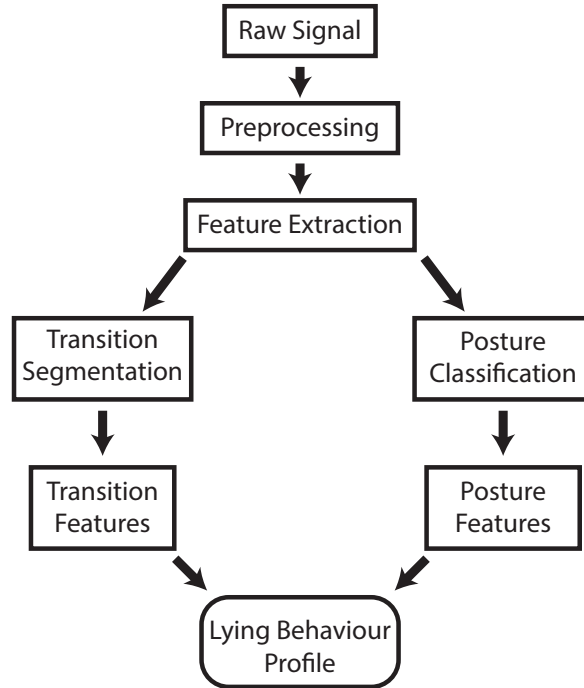 Raw Signal
Preprocessing
Feature Extraction
Transition
Segmentation
Posture
Classification
Transition
Features
Posture
Features
Lying Behaviour
Profile